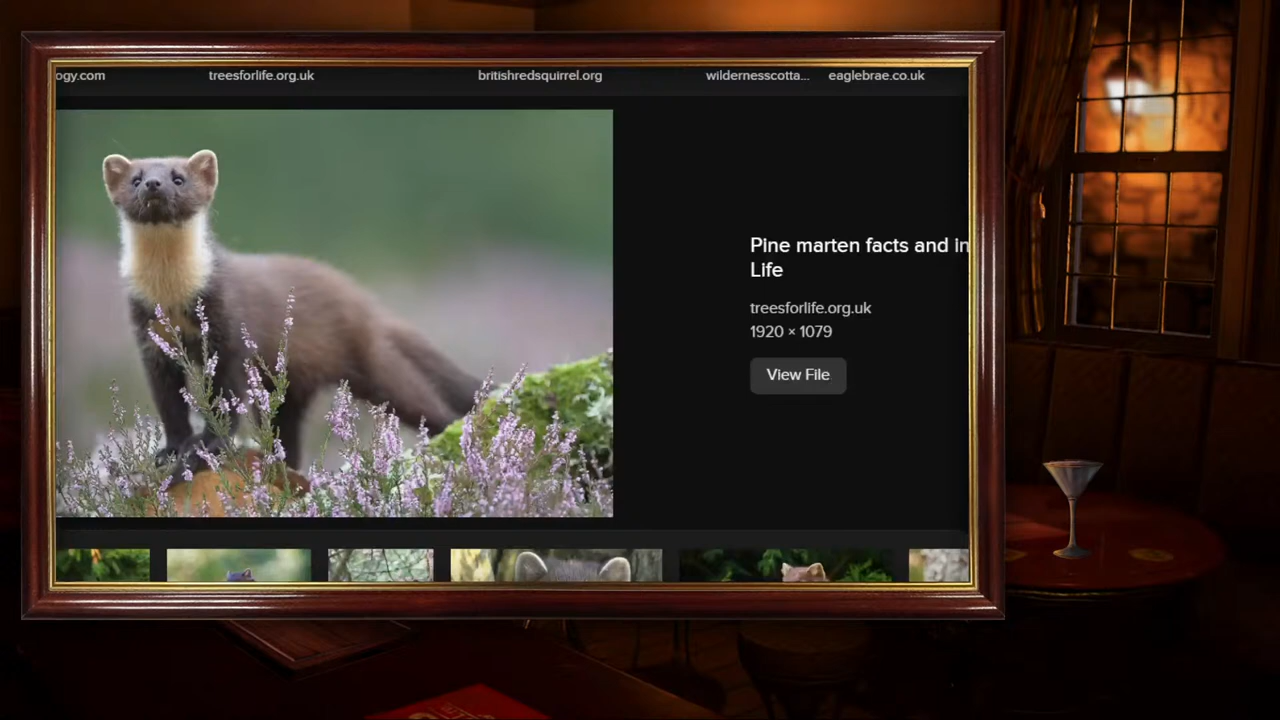 ogy.com
treesforlife.org.uk
britishredsquirrel.org
wildernesscotta...
eaglebrae.co.uk
Pine marten facts and in
Life
treesforlife.org.uk
1920 × 1079
View File